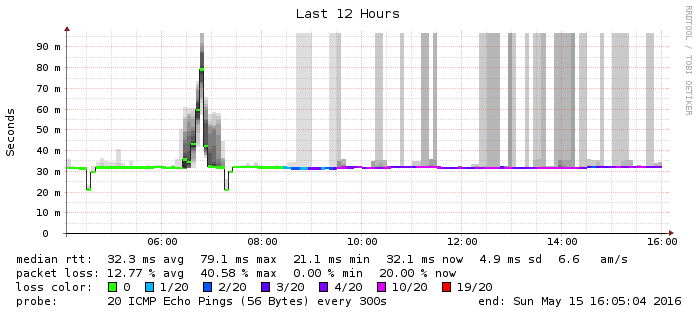 Last 12 Hours
RRDTOOL / TOBI OETIKER
Seconds
90 m
80 m
70 m
60 m
50 m
40 m
30 m
20 m
10 m
0
06:00 08:00 10:00 12:00 14:00 16:00
median rtt: 32.3 ms avg 79.1 ms max 21.1 ms min 32.1 ms now 4.9 ms sd 6.6 am/s
packet loss: 12.77 % avg 40.58 % max 0.00 % min 20.00 % now
loss color: 0 1/20 2/20 3/20 4/20 10/20 19/20
probe: 20 ICMP Echo Pings (56 Bytes) every 300s end: Sun May 15 16:05:04 2016